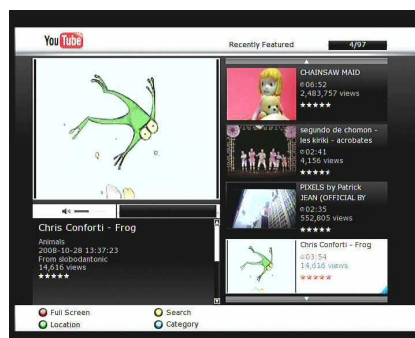 YouTube
Recently Featured
4/97
CHAINSAW MAID
06:52
2,483,757 views
segundo de chomon -
les kiriki - acrobates
02:41
4,156 views
PIXELS by Patrick
JEAN (OFFICIAL BY
02:35
552,805 views
Chris Conforti - Frog
03:54
14,616 views
Chris Conforti - Frog
Animals
2008-10-28 13:37:23
From slobodantonic
14,616 views
Full Screen
Search
Location
Category